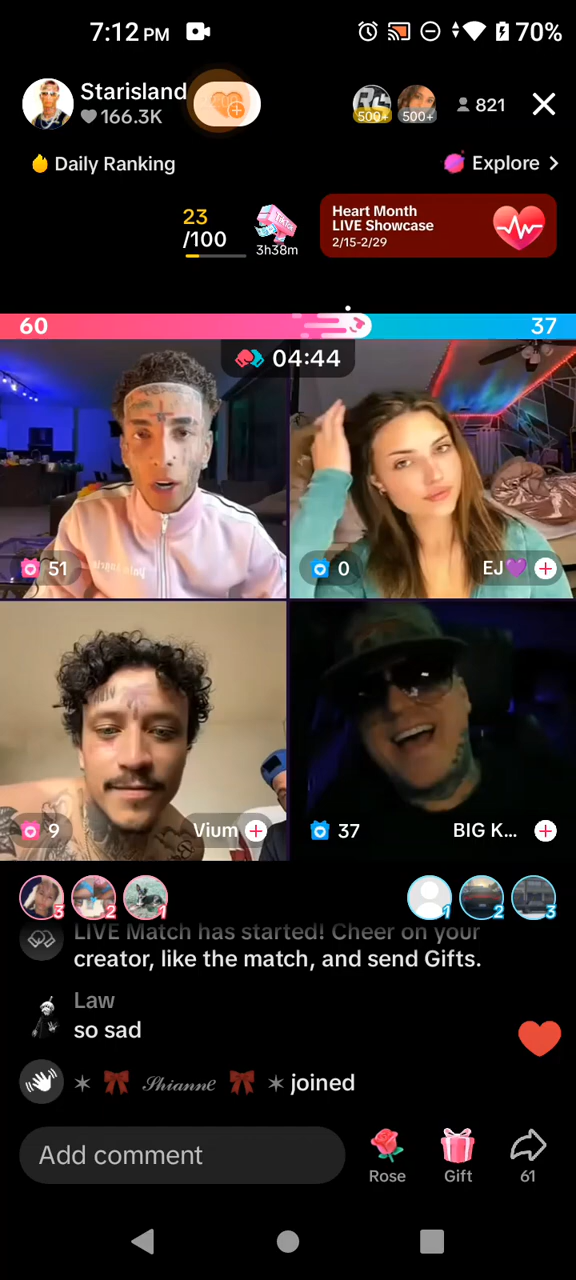 7:12 PM
70%
Starisland
166.3K
500+
500+
821
Daily Ranking
Explore
23
/100
TikTok
3h38m
Heart Month
LIVE Showcase
2/15-2/29
60
37
04:44
51
0
EJ💜
9
Vium
37
BIG K...
3
2
1
1
2
3
LIVE Match has started! Cheer on your
creator, like the match, and send Gifts.
Law
so sad
✶ 🎀 𝒮𝒽𝒾𝒶𝓃𝓃𝑒 🎀 ✶ joined
Add comment
Rose
Gift
61